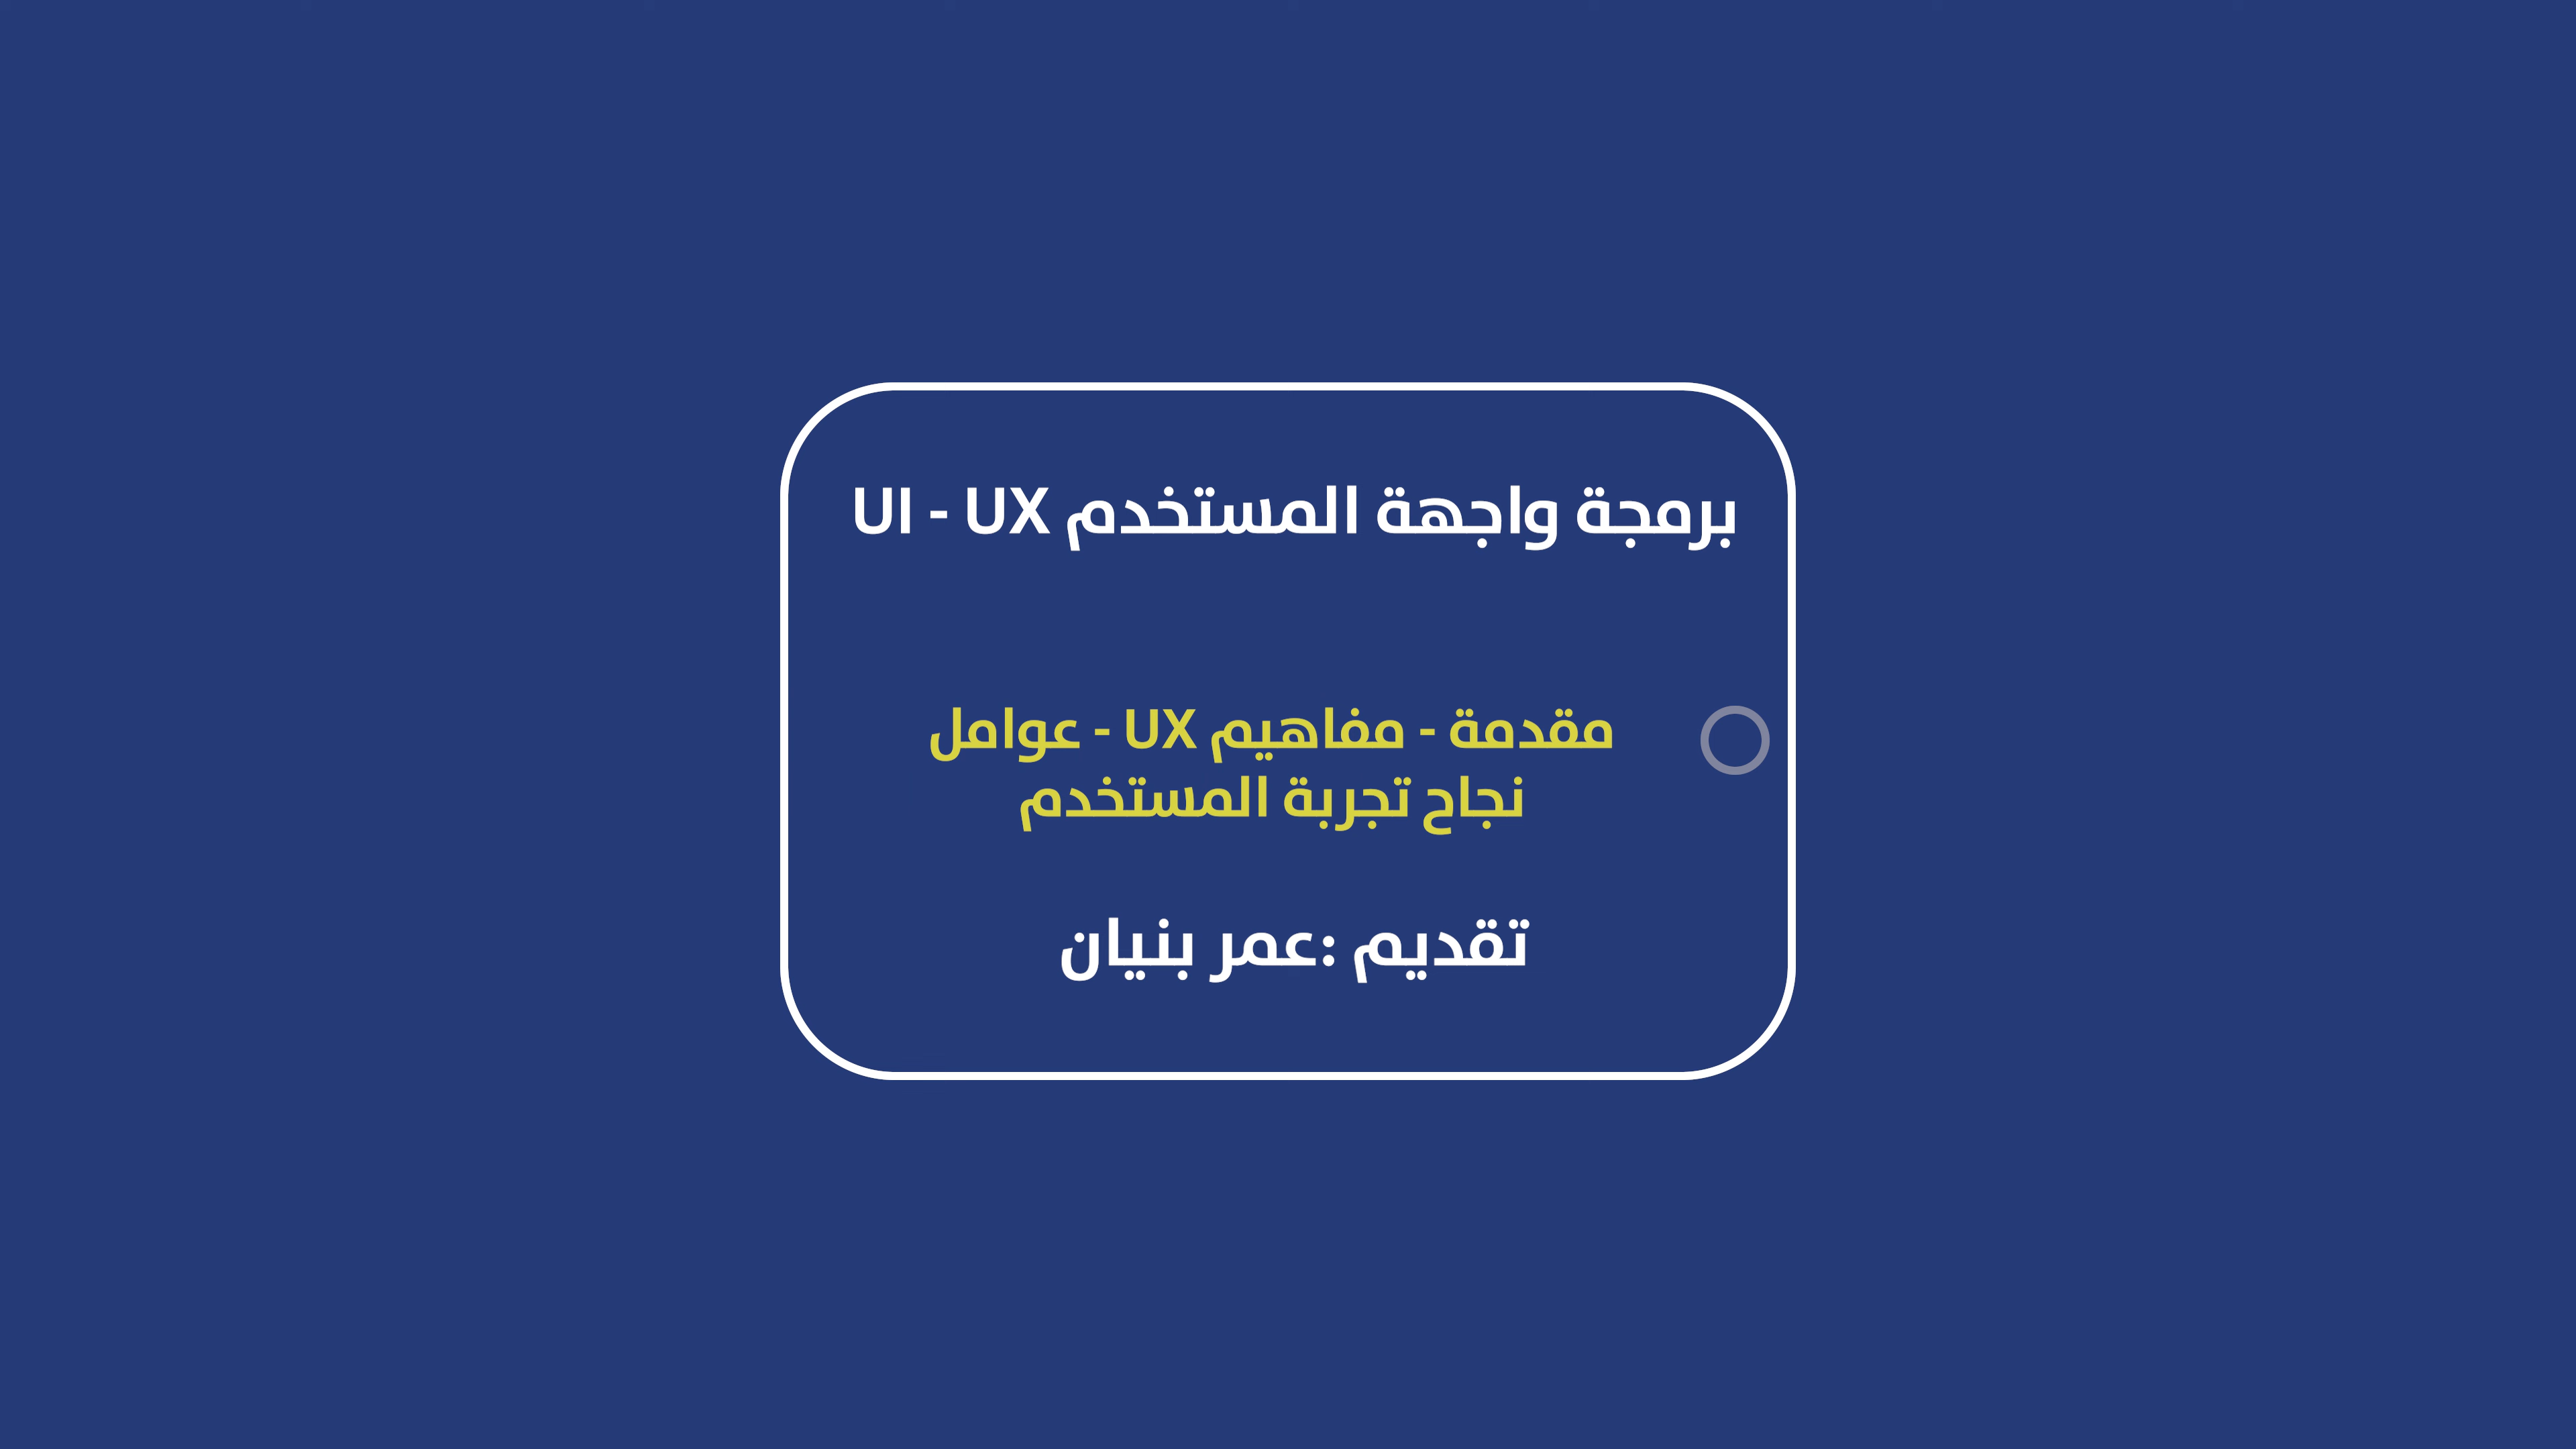 برمجة واجهة المستخدم UI - UX
مقدمة - مفاهيم UX - عوامل
نجاح تجربة المستخدم
تقديم :عمر بنيان